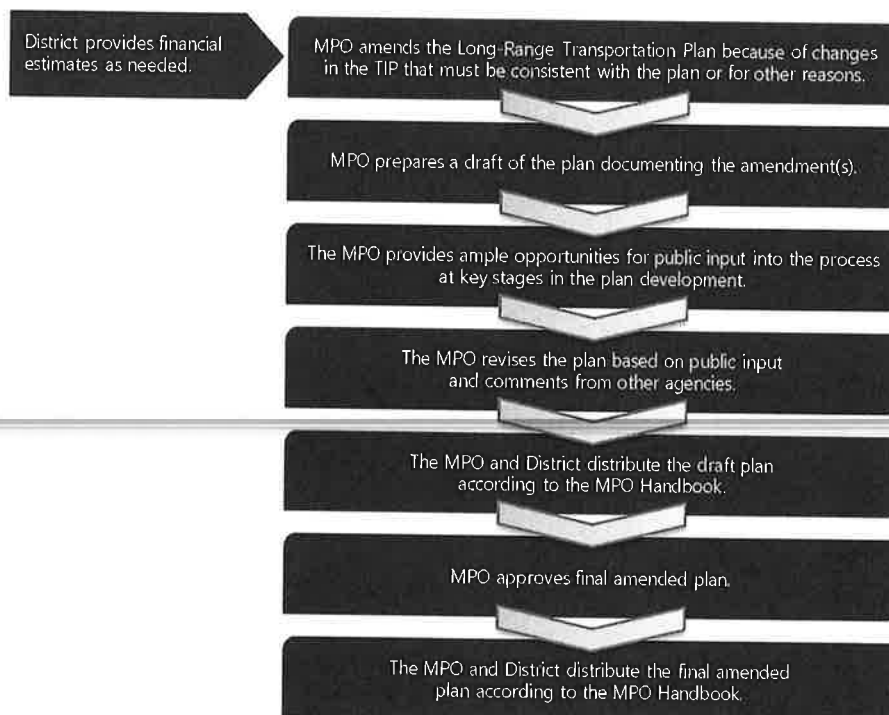 District provides financial
estimates as needed.
MPO amends the Long-Range Transportation Plan because of changes
in the TIP that must be consistent with the plan or for other reasons.
MPO prepares a draft of the plan documenting the amendment(s).
The MPO provides ample opportunities for public input into the process
at key stages in the plan development.
The MPO revises the plan based on public input
and comments from other agencies.
The MPO and District distribute the draft plan
according to the MPO Handbook.
MPO approves final amended plan.
The MPO and District distribute the final amended
plan according to the MPO Handbook.